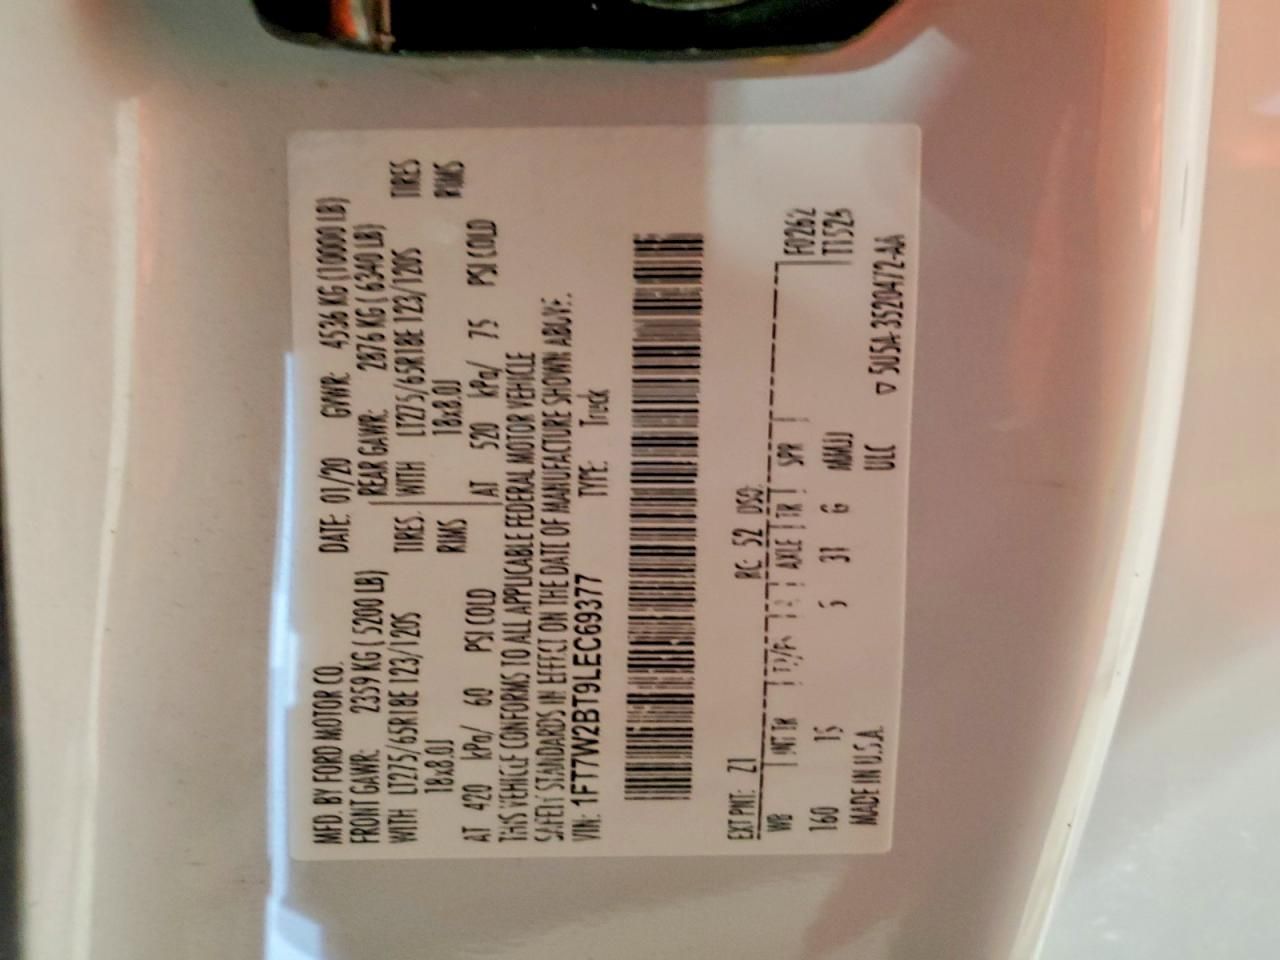 MFD. BY FORD MOTOR CO.
DATE: 01/20 GVWR: 4536 KG (10000 LB)
FRONT GAWR: 2359 KG ( 5200 LB) REAR GAWR: 2876 KG ( 6340 LB)
WITH LT275/65R18E 123/120S TIRES. WITH LT275/65R18E 123/120S TIRES
18x8.0J RIMS 18x8.0J RIMS
AT 420 kPa/ 60 PSI COLD AT 520 kPa/ 75 PSI COLD
THIS VEHICLE CONFORMS TO ALL APPLICABLE FEDERAL MOTOR VEHICLE
SAFETY STANDARDS IN EFFECT ON THE DATE OF MANUFACTURE SHOWN ABOVE.
VIN: 1FT7W2BT9LEC69377 TYPE: Truck
EXT PNT: Z1 RC: 52 DSO: F0262
WB INT TR AXLE TR SPR T1526
160 1S 5 31 G MMJJ
MADE IN U.S.A. ULC ▽ 5U5A-3520472-AA